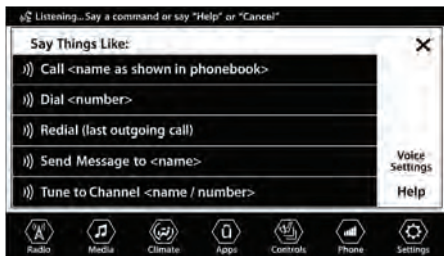 Listening...Say a command or say "Help" or "Cancel"
Say Things Like:
Call <name as shown in phonebook>
Dial <number>
Redial (last outgoing call)
Send Message to <name>
Tune to Channel <name / number>
Voice
Settings
Help
Radio
Media
Climate
Apps
Controls
Phone
Settings